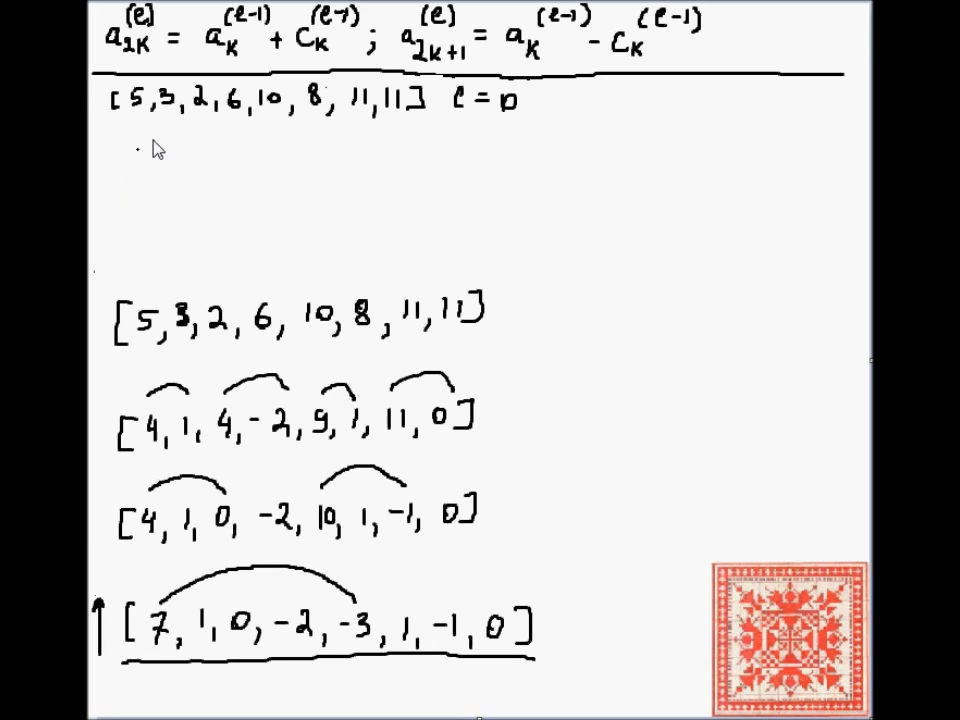 a_{2k}^{(l)} = a_k^{(l-1)} + c_k^{(l-1)} ; a_{2k+1}^{(l)} = a_k^{(l-1)} - c_k^{(l-1)}
[5,3,2,6,10,8,11,11] l = 0
[5,3,2,6,10,8,11,11]
[4,1,4,-2,9,1,11,0]
[4,1,0,-2,10,1,-1,0]
[7,1,0,-2,-3,1,-1,0]